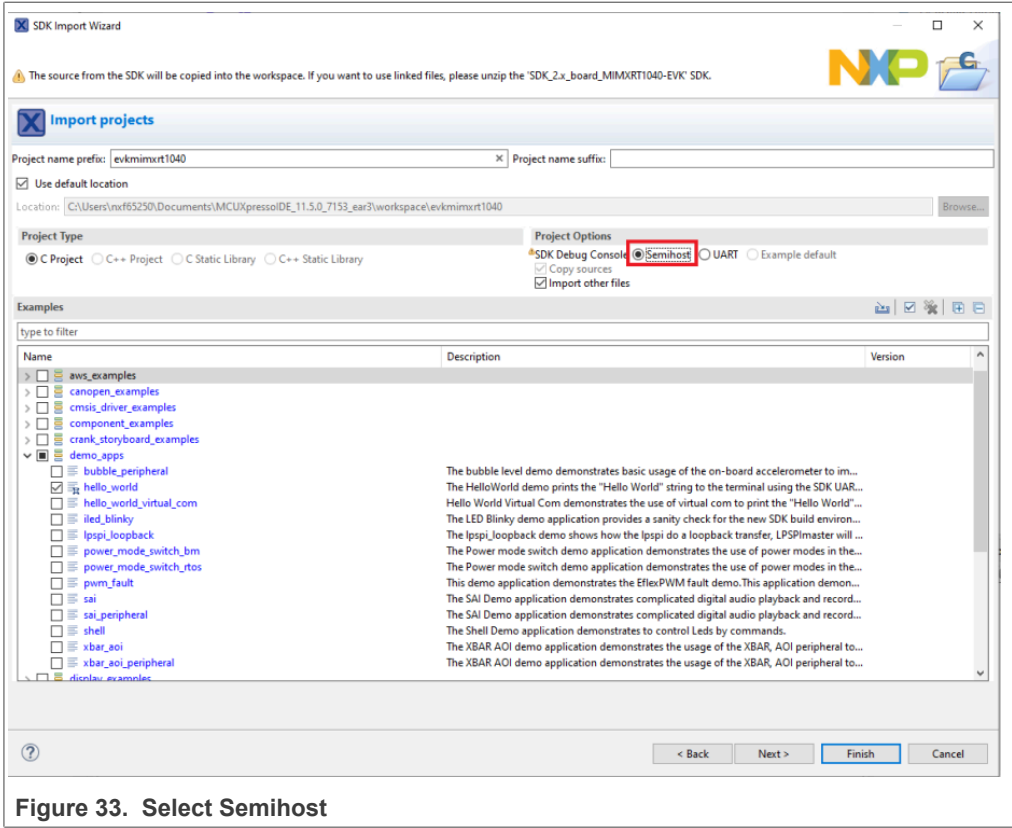 SDK Import Wizard
The source from the SDK will be copied into the workspace. If you want to use linked files, please unzip the 'SDK_2.x_board_MIMXRT1040-EVK' SDK.
NXP
Import projects
Project name prefix: evkmimxrt1040 Project name suffix:
Use default location
Location: C:\Users\nxf65250\Documents\MCUXpressoIDE_11.5.0_7153_ear3\workspace\evkmimxrt1040 Browse...
Project Type Project Options
C Project C++ Project C Static Library C++ Static Library SDK Debug Console Semihost UART Example default
Copy sources
Import other files
Examples
type to filter
Name Description Version
aws_examples
canopen_examples
cmsis_driver_examples
component_examples
crank_storyboard_examples
demo_apps
bubble_peripheral The bubble level demo demonstrates basic usage of the on-board accelerometer to im...
hello_world The HelloWorld demo prints the "Hello World" string to the terminal using the SDK UAR...
hello_world_virtual_com Hello World Virtual Com demonstrates the use of virtual com to print the "Hello World"...
iled_blinky The LED Blinky demo application provides a sanity check for the new SDK build environ...
lpspi_loopback The lpspi_loopback demo shows how the lpspi do a loopback transfer, LPSPImaster will ...
power_mode_switch_bm The Power mode switch demo application demonstrates the use of power modes in the...
power_mode_switch_rtos The Power mode switch demo application demonstrates the use of power modes in the...
pwm_fault This demo application demonstrates the EflexPWM fault demo.This application demon...
sai The SAI Demo application demonstrates complicated digital audio playback and record...
sai_peripheral The SAI Demo application demonstrates complicated digital audio playback and record...
shell The Shell Demo application demonstrates to control Leds by commands.
xbar_aoi The XBAR AOI demo application demonstrates the usage of the XBAR, AOI peripheral to...
xbar_aoi_peripheral The XBAR AOI demo application demonstrates the usage of the XBAR, AOI peripheral to...
display_examples
< Back Next > Finish Cancel
Figure 33. Select Semihost